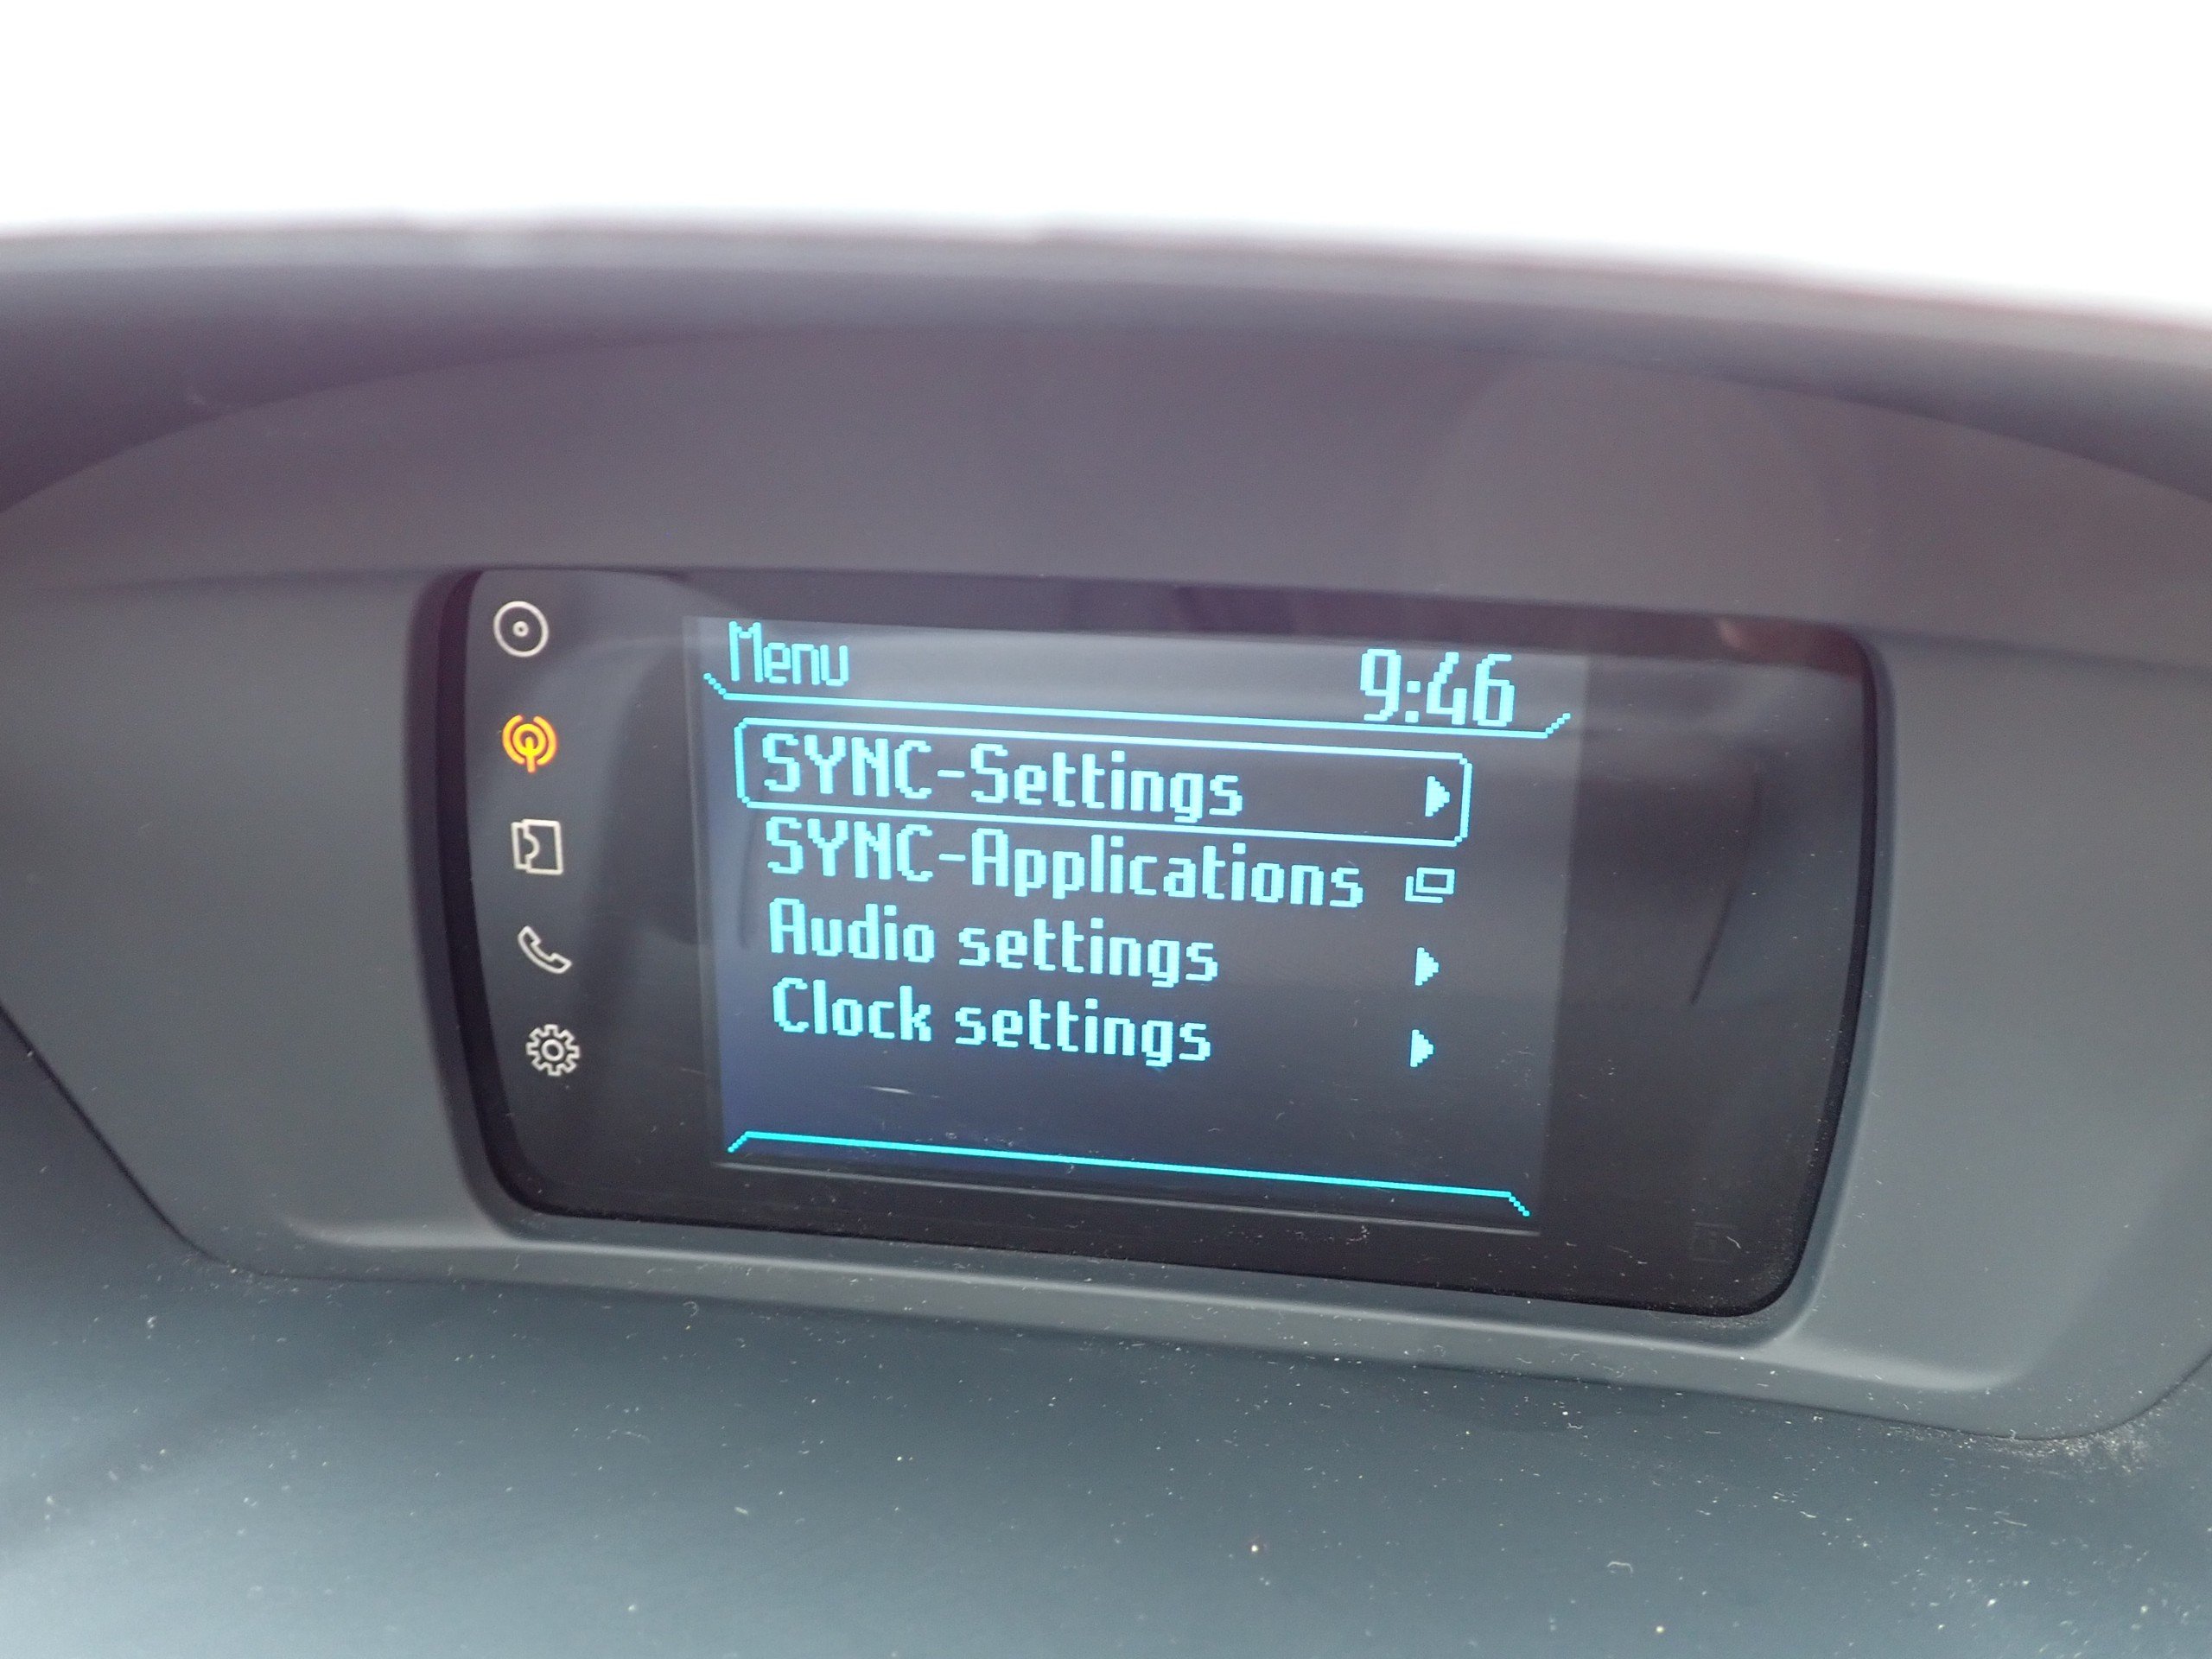 Menu 9:46
SYNC-Settings
SYNC-Applications
Audio settings
Clock settings